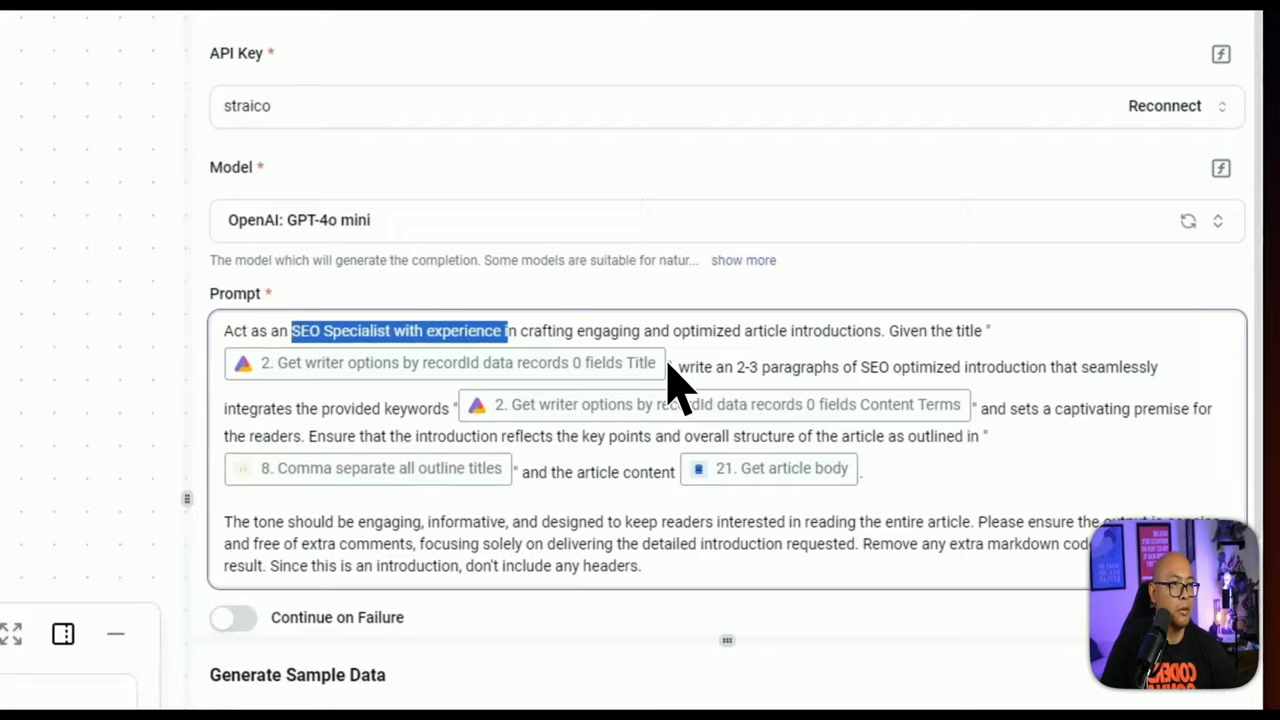 API Key *
straico
Reconnect
Model *
OpenAI: GPT-4o mini
The model which will generate the completion. Some models are suitable for natur... show more
Prompt *
Act as an SEO Specialist with experience in crafting engaging and optimized article introductions. Given the title "
2. Get writer options by recordId data records 0 fields Title write an 2-3 paragraphs of SEO optimized introduction that seamlessly
integrates the provided keywords " 2. Get writer options by recordId data records 0 fields Content Terms " and sets a captivating premise for
the readers. Ensure that the introduction reflects the key points and overall structure of the article as outlined in "
8. Comma separate all outline titles " and the article content 21. Get article body .
The tone should be engaging, informative, and designed to keep readers interested in reading the entire article. Please ensure the
and free of extra comments, focusing solely on delivering the detailed introduction requested. Remove any extra markdown cod
result. Since this is an introduction, don't include any headers.
Continue on Failure
Generate Sample Data